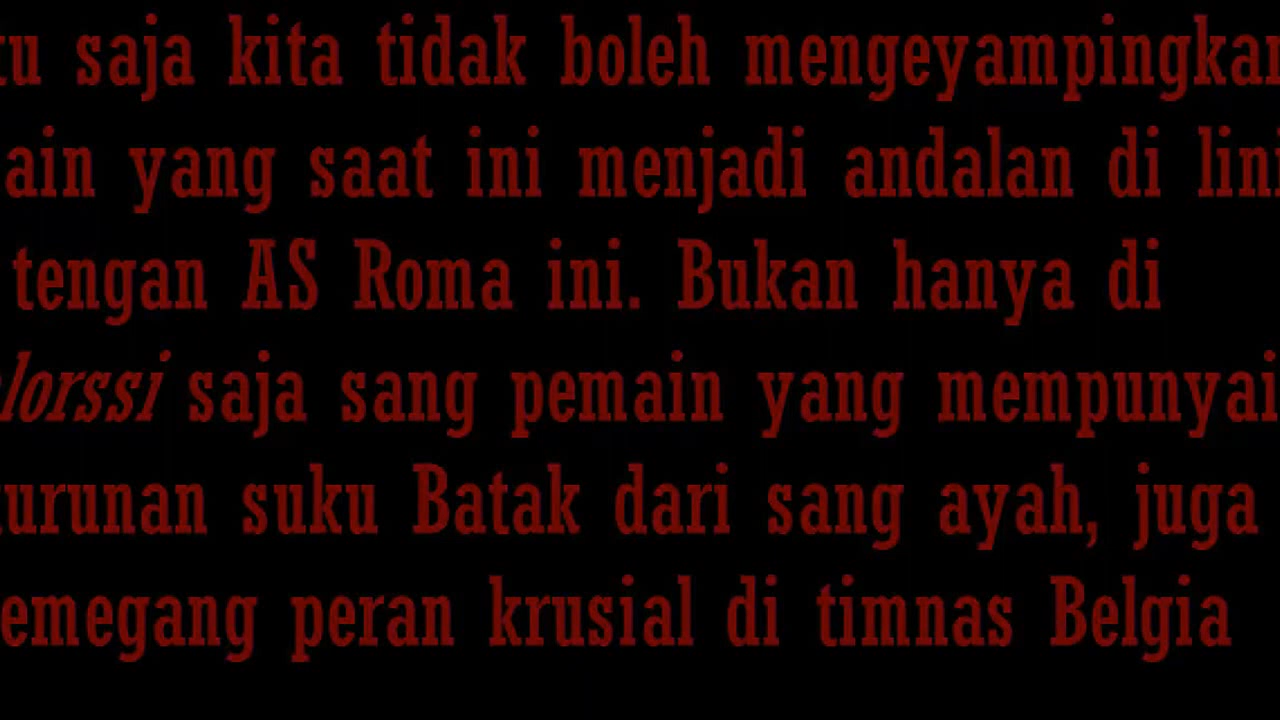 saja kita tidak boleh mengeyampingkan
yang saat ini menjadi andalan di lini
tengan AS Roma ini. Bukan hanya di
saja sang pemain yang mempunyai
suku Batak dari sang ayah, juga
peran krusial di timnas Belgia